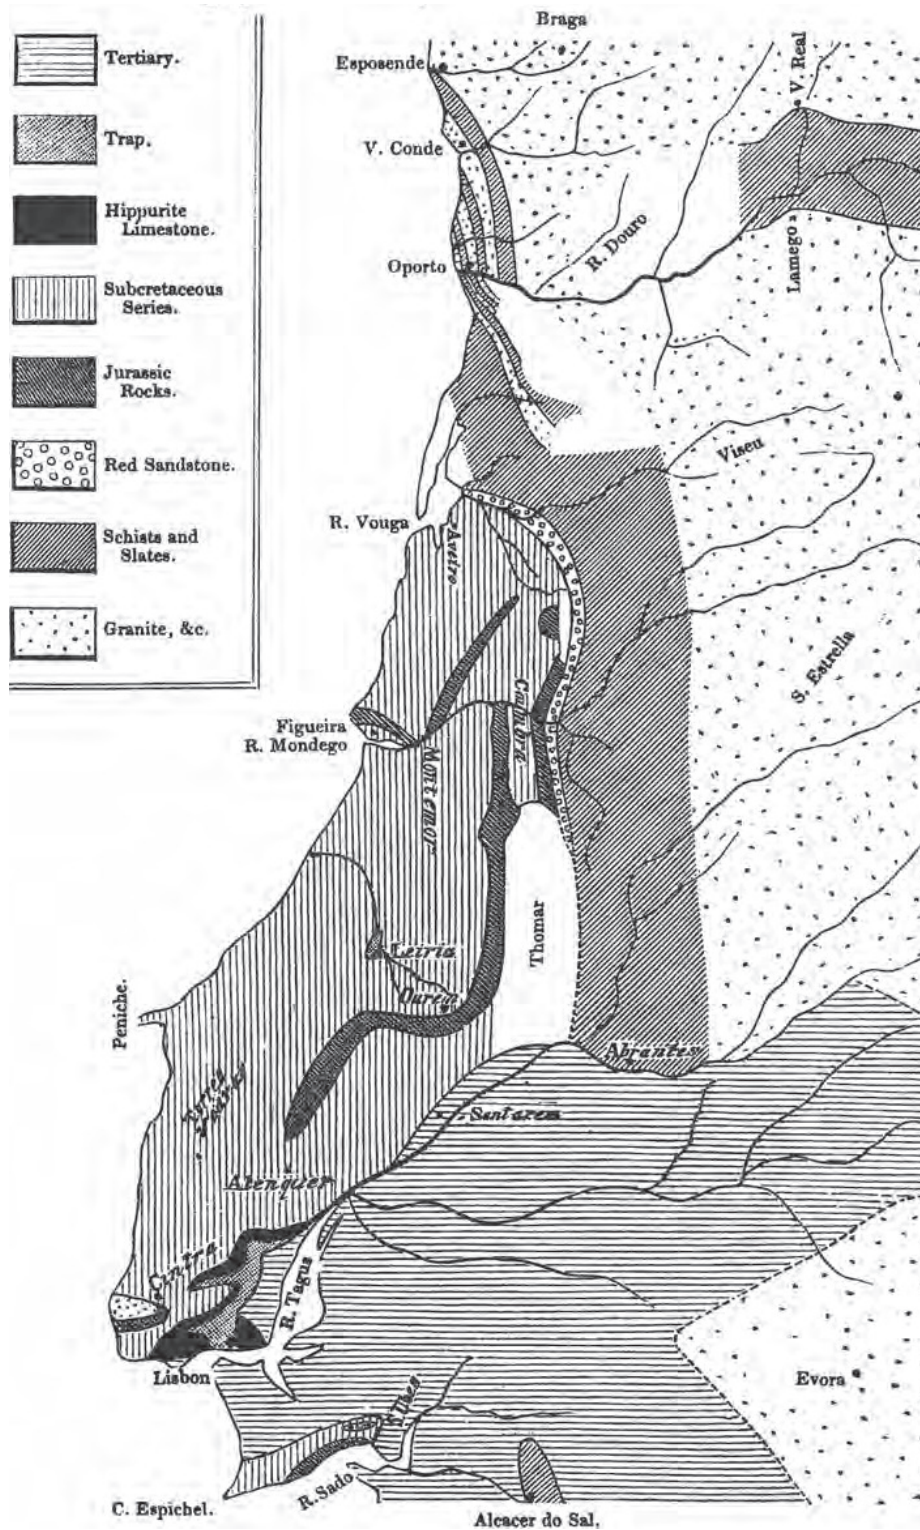 Tertiary.
Trap.
Hippurite
Limestone.
Subcretaceous
Series.
Jurassic
Rocks.
Red Sandstone.
Schists and
Slates.
Granite, &c.
Braga
Esposende
V. Real
V. Conde
R. Douro
Lamego
Oporto
Viseu
R. Vouga
Aveiro
S. Estrella
Coimbra
Figueira
R. Mondego
Montemor
Thomar
Leiria
Ourem
Peniche.
Abrantes
Torres
Santarem
Alenquer
Cintra
R. Tagus
Lisbon
Evora
R. Sado
C. Espichel.
Alcacer do Sal.